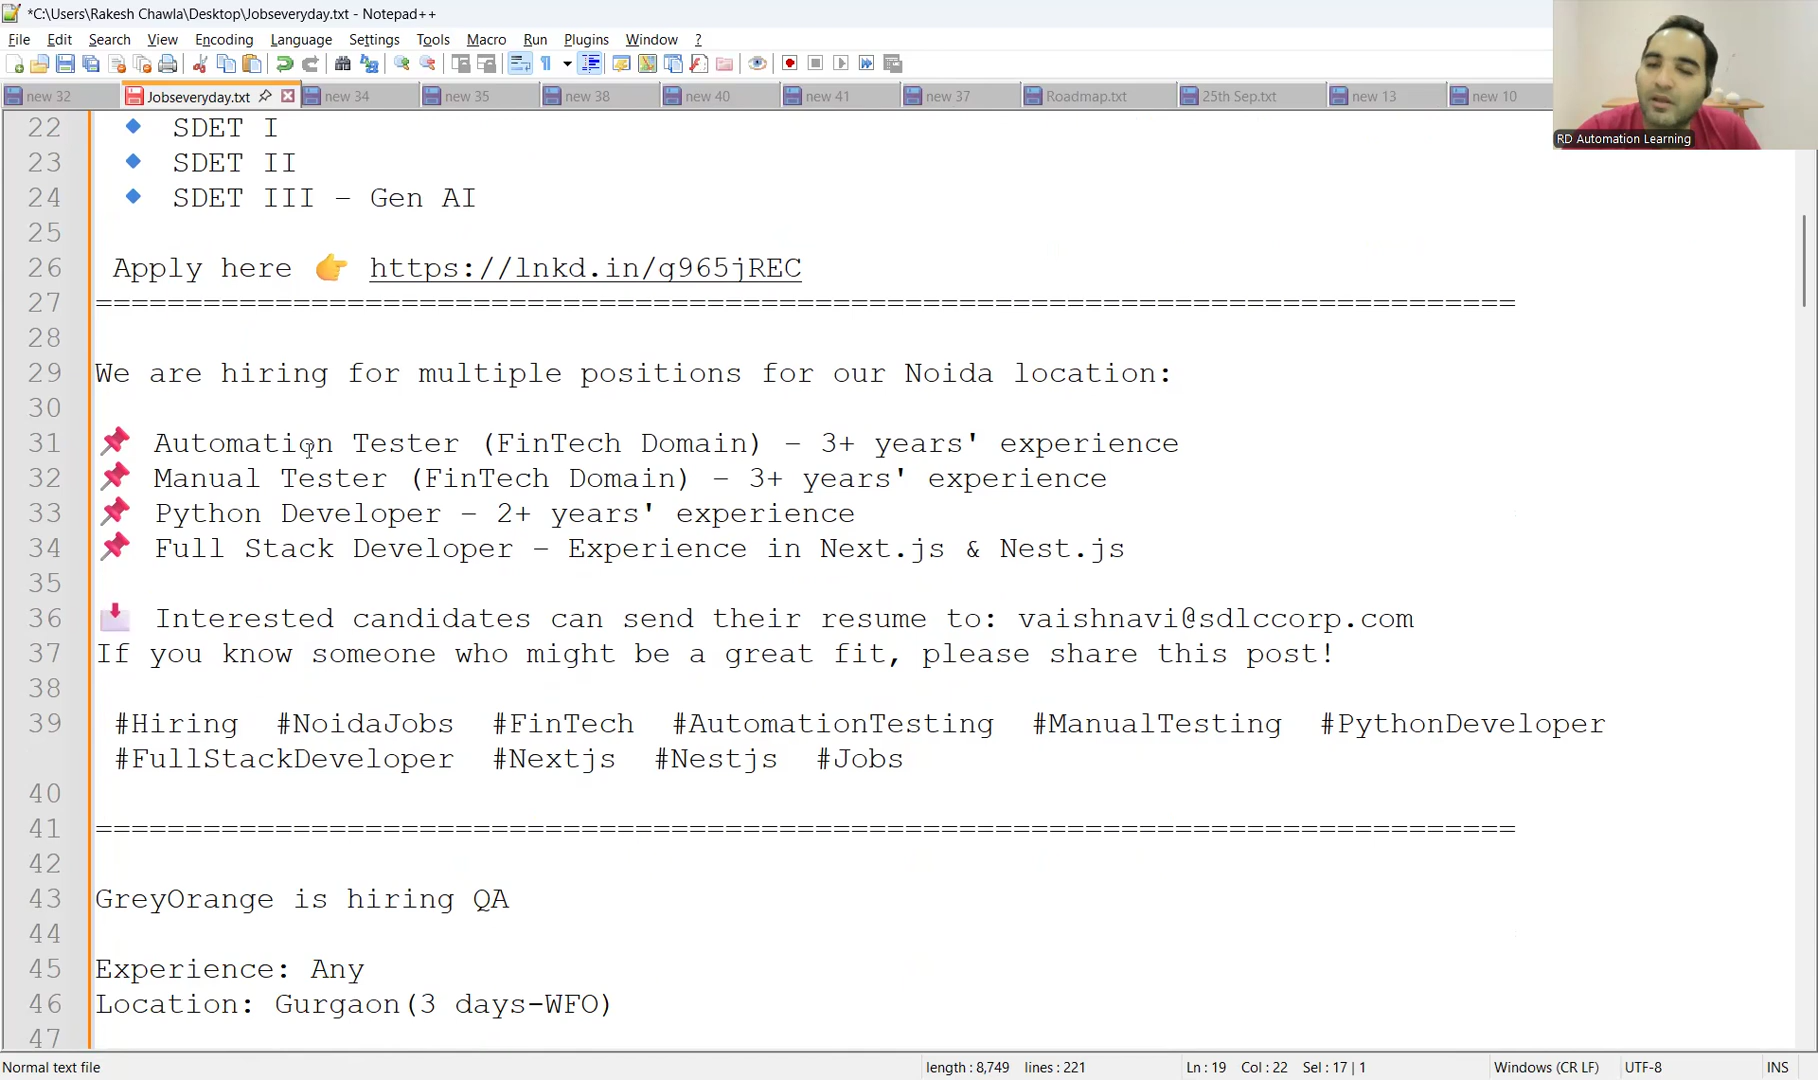 *C:\Users\Rakesh Chawla\Desktop\Jobseveryday.txt - Notepad++
File Edit Search View Encoding Language Settings Tools Macro Run Plugins Window ?
new 32 Jobseveryday.txt new 34 new 35 new 38 new 40 new 41 new 37 Roadmap.txt 25th Sep.txt new 13 new 10
RD Automation Learning
22 🔹 SDET I
23 🔹 SDET II
24 🔹 SDET III – Gen AI
25
26 Apply here 👉 https://lnkd.in/g965jREC
27 ===============================================================================
28
29 We are hiring for multiple positions for our Noida location:
30
31 📌 Automation Tester (FinTech Domain) – 3+ years' experience
32 📌 Manual Tester (FinTech Domain) – 3+ years' experience
33 📌 Python Developer – 2+ years' experience
34 📌 Full Stack Developer – Experience in Next.js & Nest.js
35
36 📩 Interested candidates can send their resume to: vaishnavi@sdlccorp.com
37 If you know someone who might be a great fit, please share this post!
38
39 #Hiring #NoidaJobs #FinTech #AutomationTesting #ManualTesting #PythonDeveloper
#FullStackDeveloper #Nextjs #Nestjs #Jobs
40
41 ===============================================================================
42
43 GreyOrange is hiring QA
44
45 Experience: Any
46 Location: Gurgaon(3 days-WFO)
47
Normal text file length : 8,749 lines : 221 Ln : 19 Col : 22 Sel : 17 | 1 Windows (CR LF) UTF-8 INS